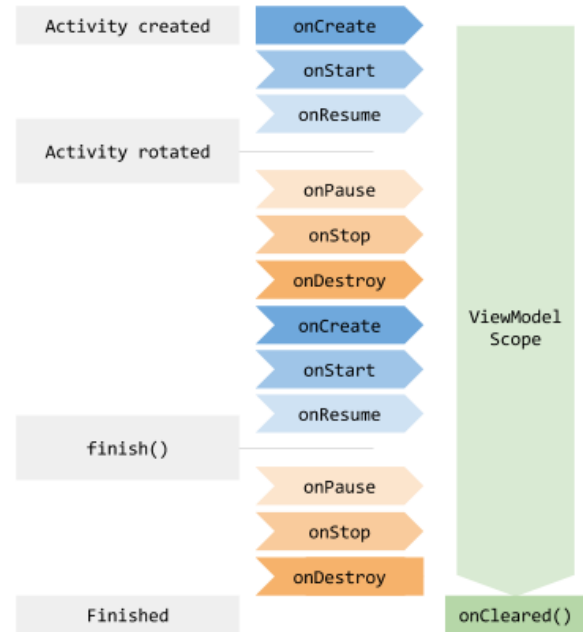 Activity created
onCreate
onStart
onResume
Activity rotated
onPause
onStop
onDestroy
onCreate
ViewModel
Scope
onStart
onResume
finish()
onPause
onStop
onDestroy
Finished
onCleared()